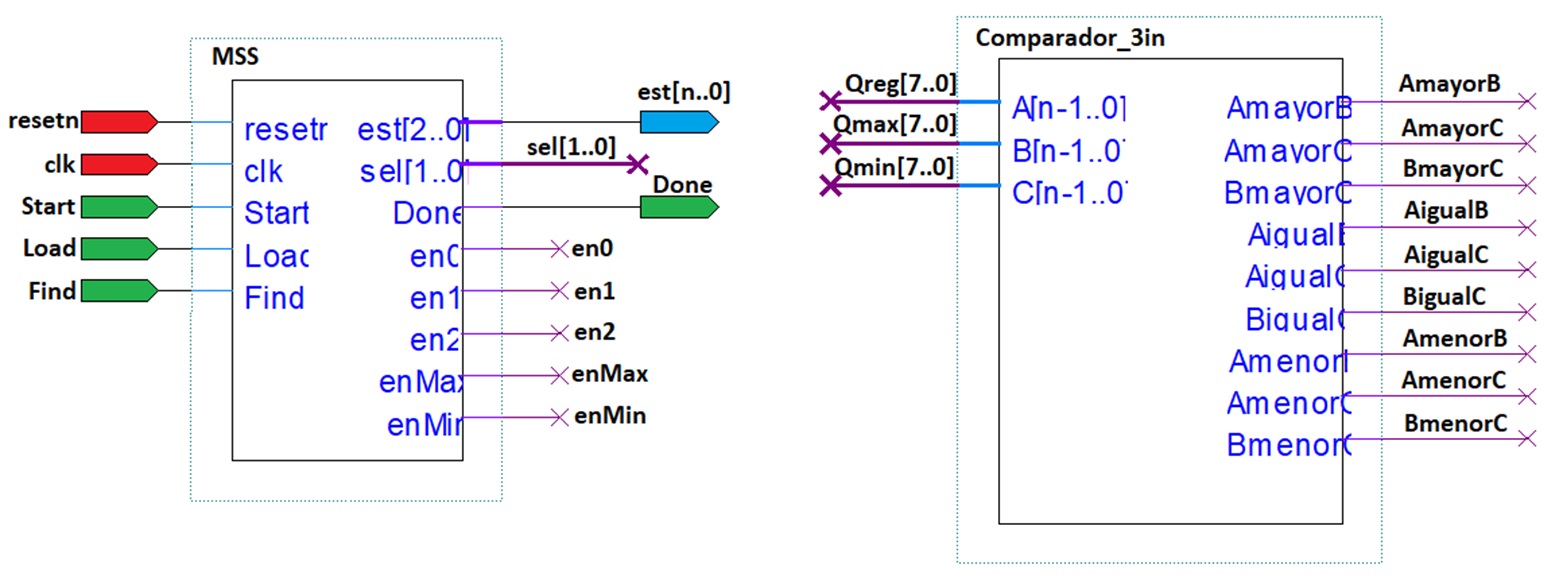 MSS
resetn
clk
Start
Load
Find
resetr
clk
Start
Load
Find
est[2..0]
sel[1..0]
Done
en0
en1
en2
enMax
enMin
est[n..0]
sel[1..0]
Done
en0
en1
en2
enMax
enMin
Comparador_3in
Qreg[7..0]
Qmax[7..0]
Qmin[7..0]
A[n-1..0]
B[n-1..0]
C[n-1..0]
AmayorB
AmayorC
BmayorC
AigualB
AigualC
BigualC
AmenorB
AmenorC
BmenorC
AmayorB
AmayorC
BmayorC
AigualB
AigualC
BigualC
AmenorB
AmenorC
BmenorC